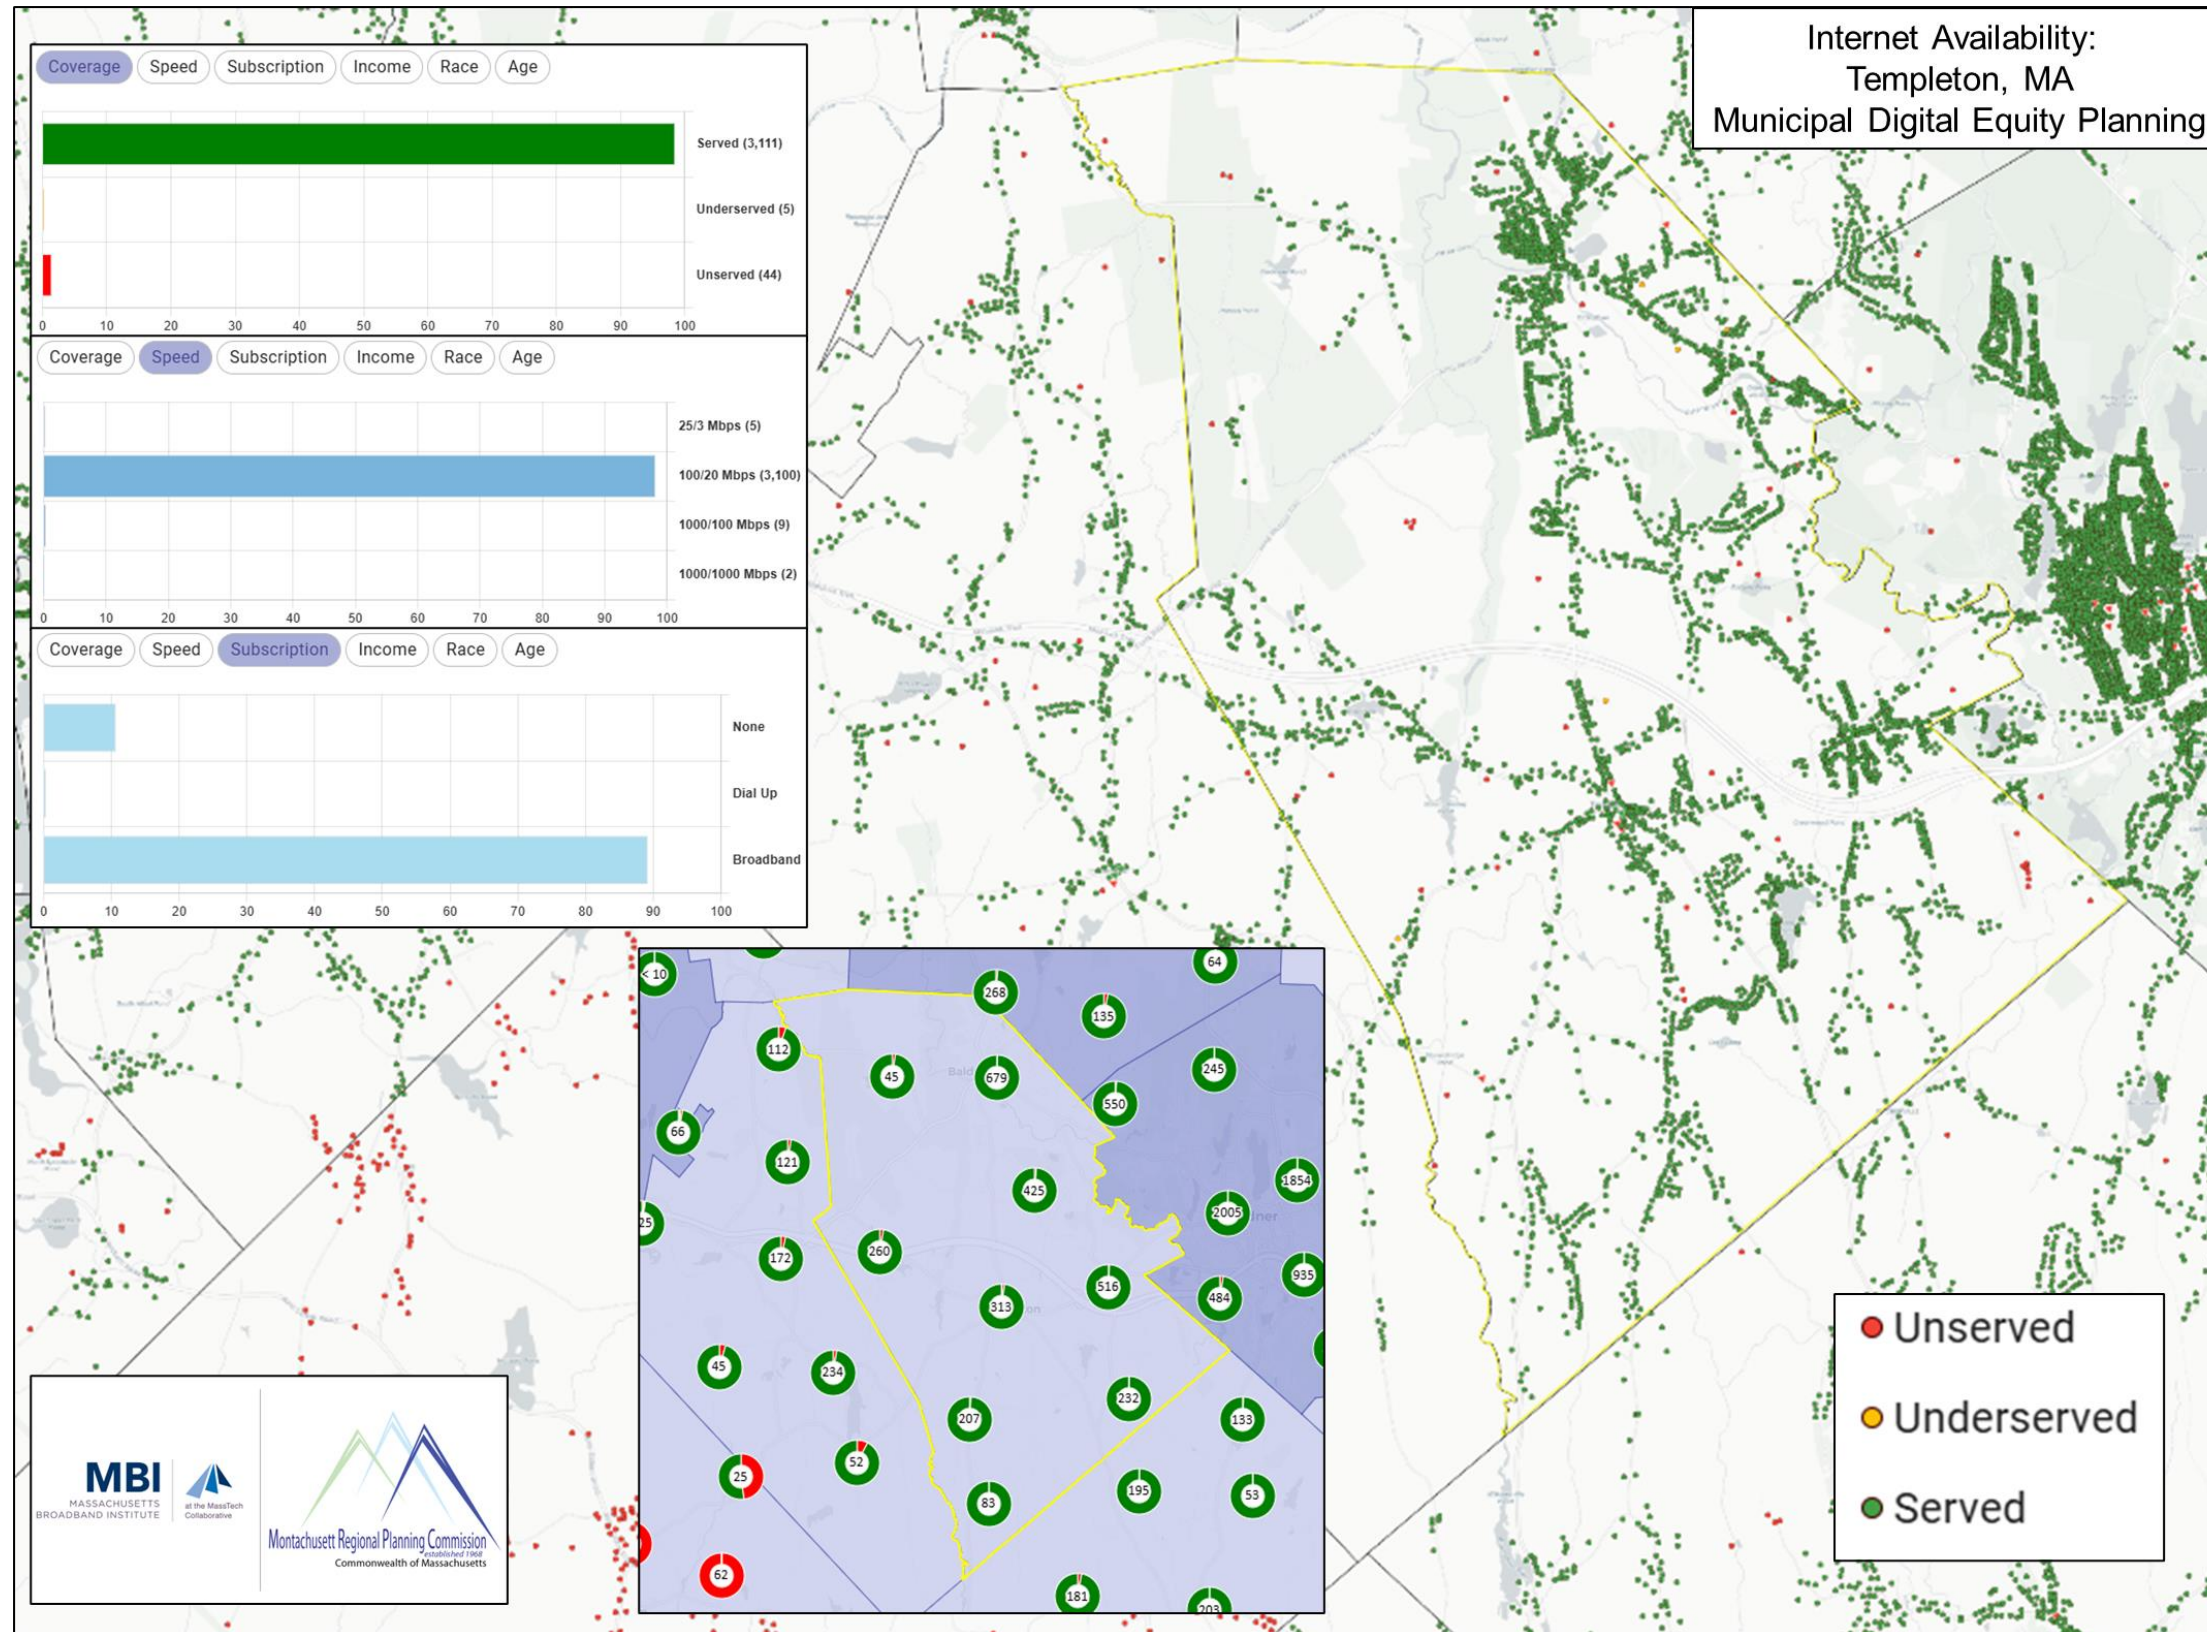 Internet Availability:
Templeton, MA
Municipal Digital Equity Planning
Coverage Speed Subscription Income Race Age
Served (3,111)
Underserved (5)
Unserved (44)
0 10 20 30 40 50 60 70 80 90 100
Coverage Speed Subscription Income Race Age
25/3 Mbps (5)
100/20 Mbps (3,100)
1000/100 Mbps (9)
1000/1000 Mbps (2)
0 10 20 30 40 50 60 70 80 90 100
Coverage Speed Subscription Income Race Age
None
Dial Up
Broadband
0 10 20 30 40 50 60 70 80 90 100
< 10
64
268
135
112
45
679
245
550
66
121
425
1854
2005
25
172
260
516
935
484
313
45
234
232
207
133
52
25
195
53
83
62
181
203
Unserved
Underserved
Served
MBI
MASSACHUSETTS
BROADBAND INSTITUTE
at the MassTech
Collaborative
Montachusett Regional Planning Commission
established 1968
Commonwealth of Massachusetts